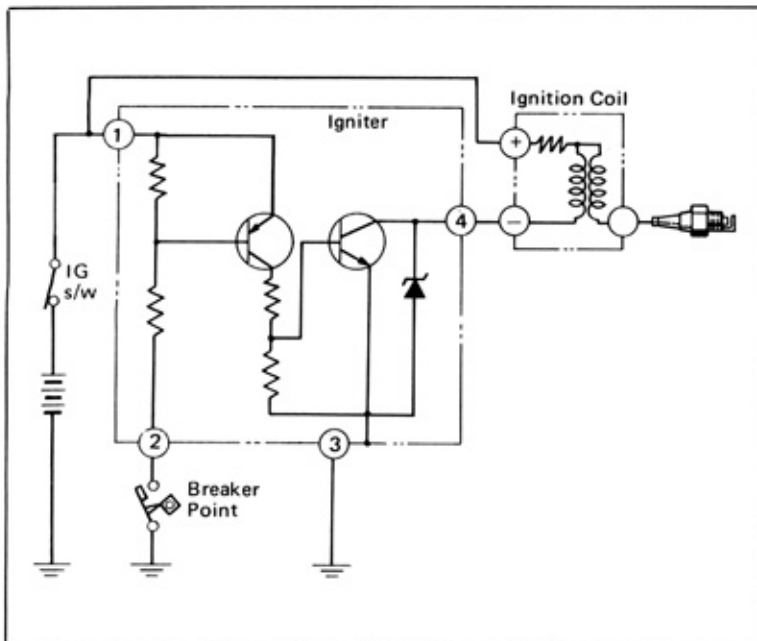 Ignition Coil
Igniter
1
+
4
−
IG
s/w
2
3
Breaker
Point